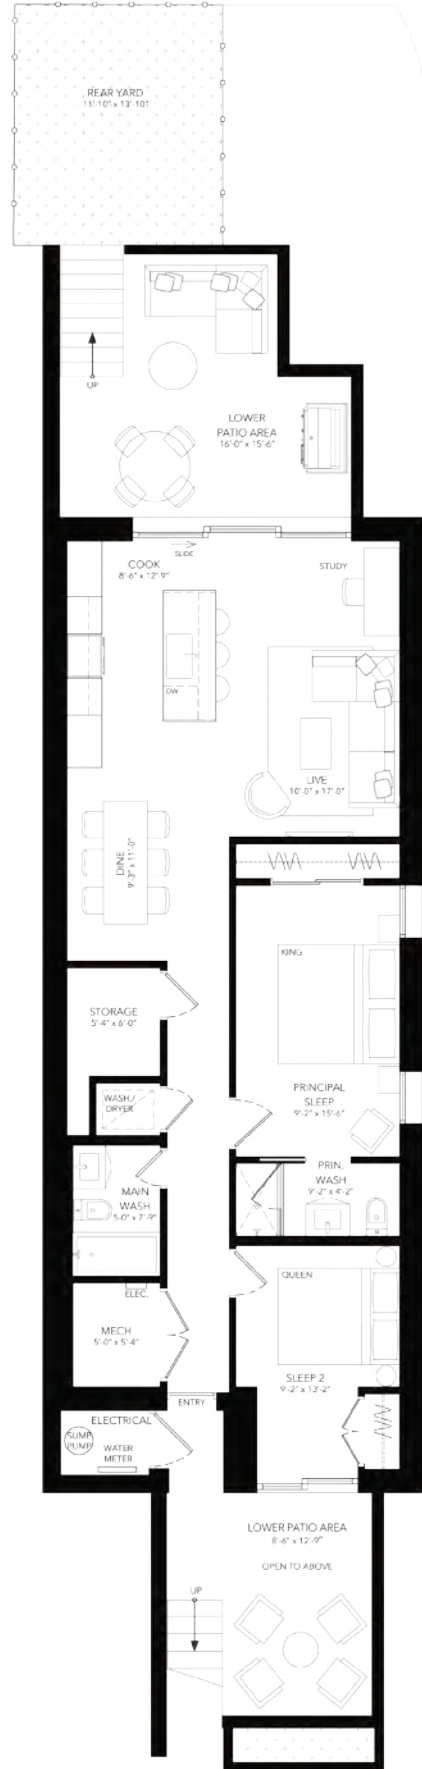 REAR YARD
11'-10" x 13'-10"
UP
LOWER
PATIO AREA
16'-0" x 15'-6"
SLIDE
COOK
8'-6" x 12'-9"
STUDY
DW
LIVE
10'-0" x 17'-0"
DINE
9'-3" x 11'-0"
KING
STORAGE
5'-4" x 6'-0"
PRINCIPAL
SLEEP
9'-2" x 15'-6"
WASH./
DRYER
PRIN.
WASH
9'-2" x 4'-2"
MAIN
WASH
5'-0" x 7'-9"
QUEEN
ELEC.
MECH
5'-0" x 5'-4"
SLEEP 2
9'-2" x 13'-2"
ENTRY
ELECTRICAL
SUMP
PUMP
WATER
METER
LOWER PATIO AREA
8'-6" x 12'-9"
OPEN TO ABOVE
UP